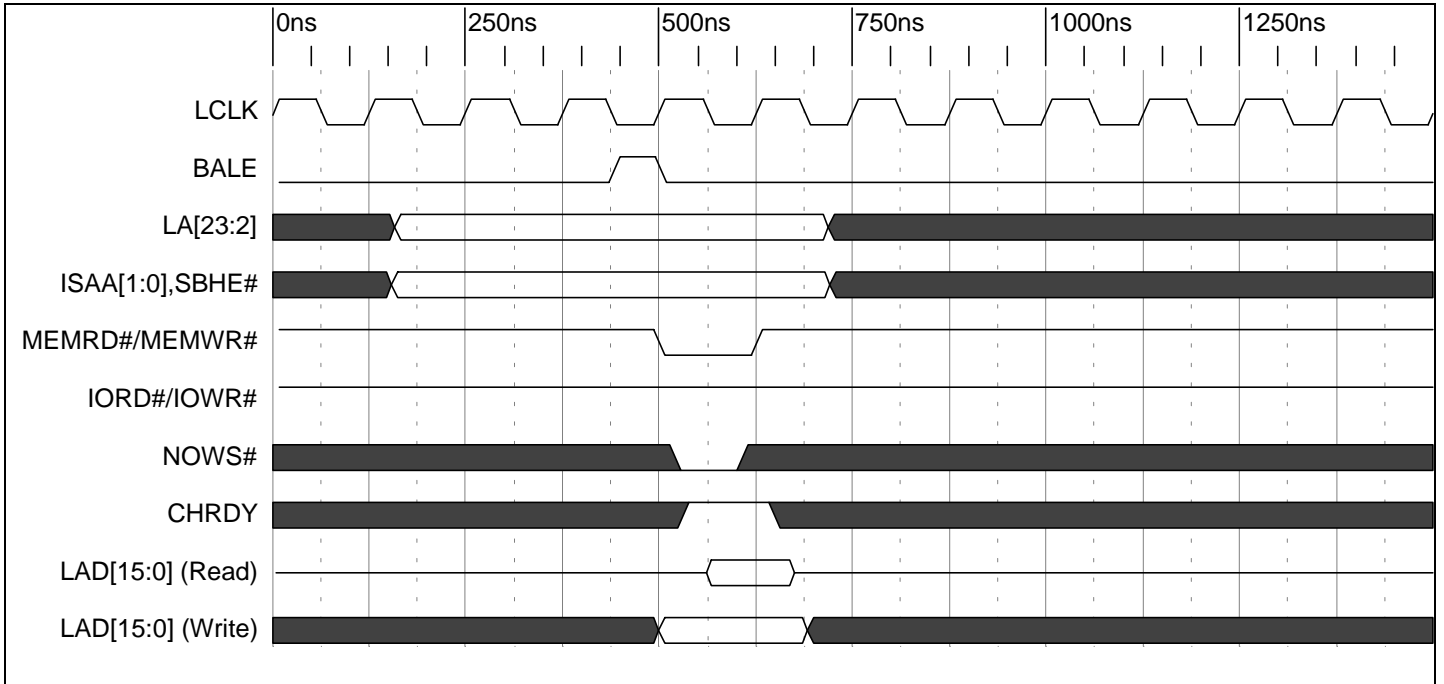 0ns 250ns 500ns 750ns 1000ns 1250ns
LCLK
BALE
LA[23:2]
ISAA[1:0],SBHE#
MEMRD#/MEMWR#
IORD#/IOWR#
NOWS#
CHRDY
LAD[15:0] (Read)
LAD[15:0] (Write)